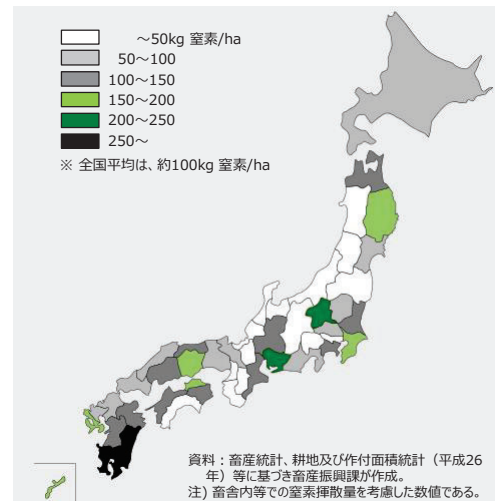 ～50kg 窒素/ha
50～100
100～150
150～200
200～250
250～
※ 全国平均は、約100kg 窒素/ha
資料：畜産統計、耕地及び作付面積統計（平成26
年）等に基づき畜産振興課が作成。
注) 畜舎内等での窒素揮散量を考慮した数値である。